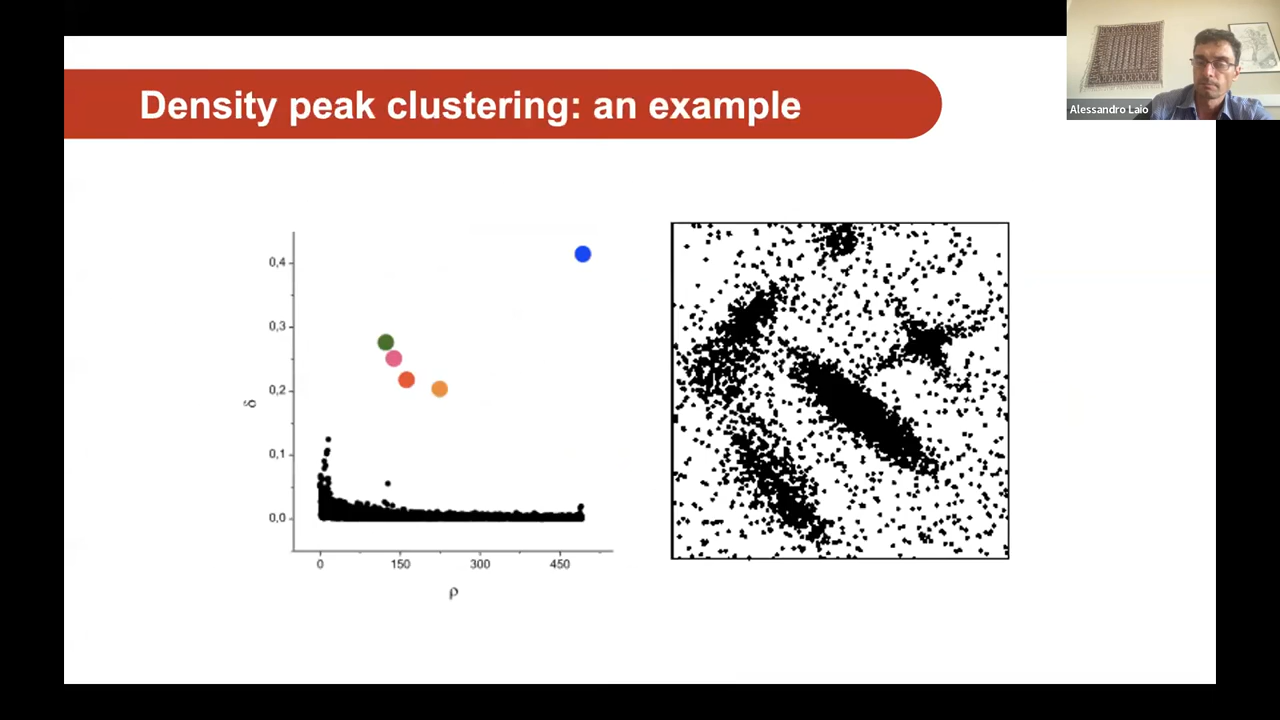 Density peak clustering: an example
Alessandro Laio
0,4
0,3
0,2
0,1
0,0
δ
0
150
300
450
ρ